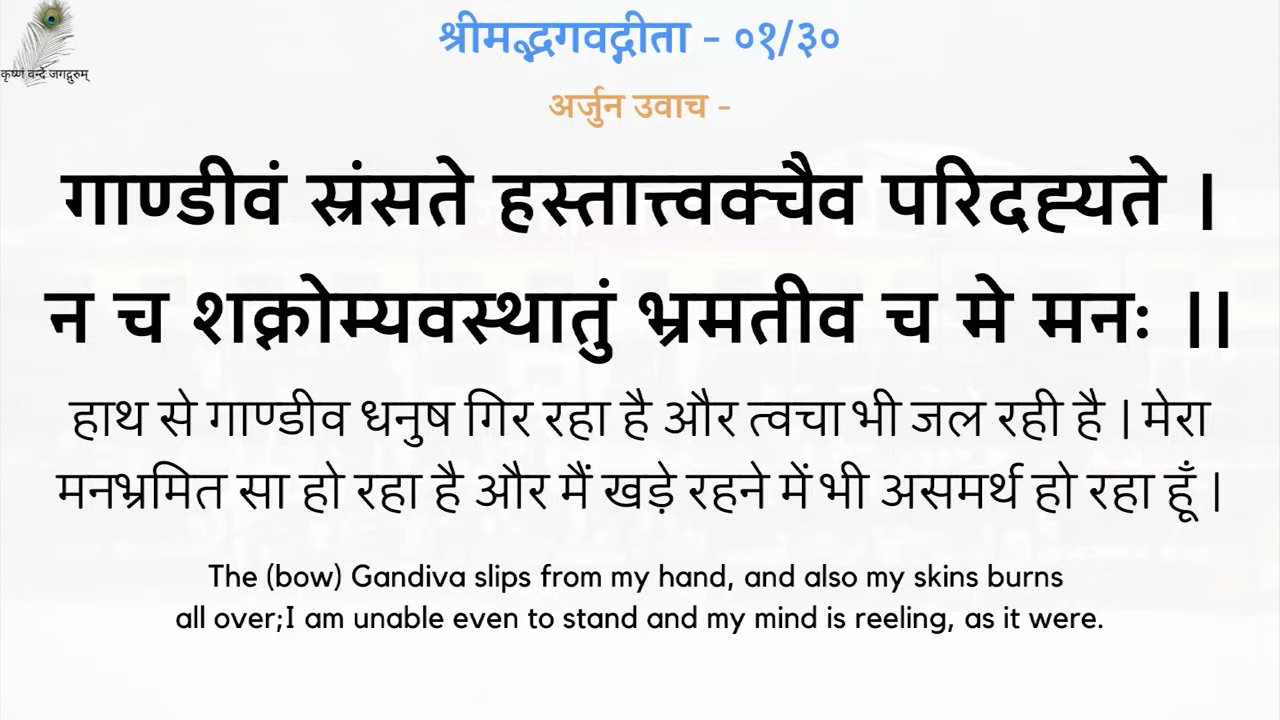 श्रीमद्भगवद्गीता - ०१/३०
कृष्णं वन्दे जगद्गुरुम्
अर्जुन उवाच -
गाण्डीवं स्रंसते हस्तात्त्वक्चैव परिदह्यते ।
न च शक्नोम्यवस्थातुं भ्रमतीव च मे मनः ।।
हाथ से गाण्डीव धनुष गिर रहा है और त्वचा भी जल रही है | मेरा
मनभ्रमित सा हो रहा है और मैं खड़े रहने में भी असमर्थ हो रहा हूँ |
The (bow) Gandiva slips from my hand, and also my skins burns
all over;I am unable even to stand and my mind is reeling, as it were.